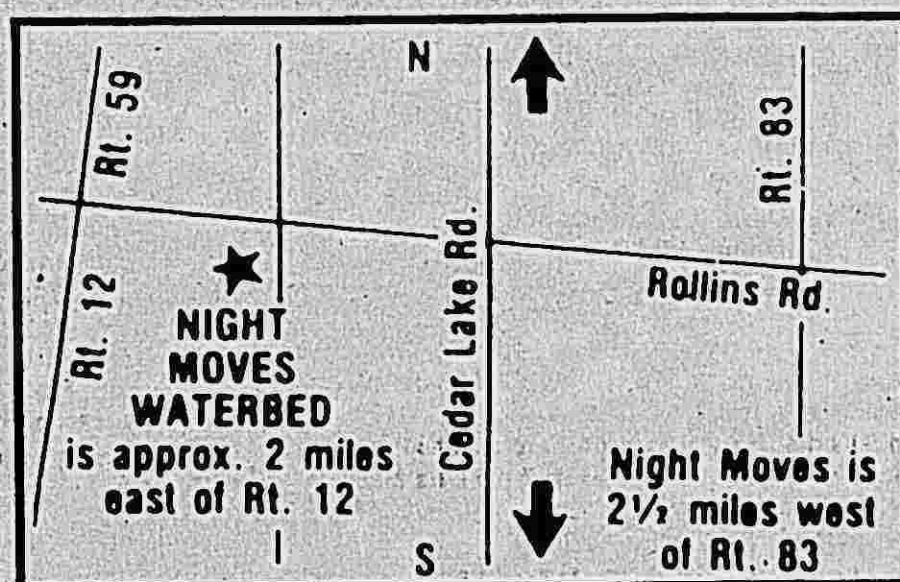 N
Rt. 59
Rt. 83
Rt. 12
Cedar Lake Rd.
Rollins Rd.
NIGHT
MOVES
WATERBED
is approx. 2 miles
east of Rt. 12
Night Moves is
2½ miles west
of Rt. 83
S